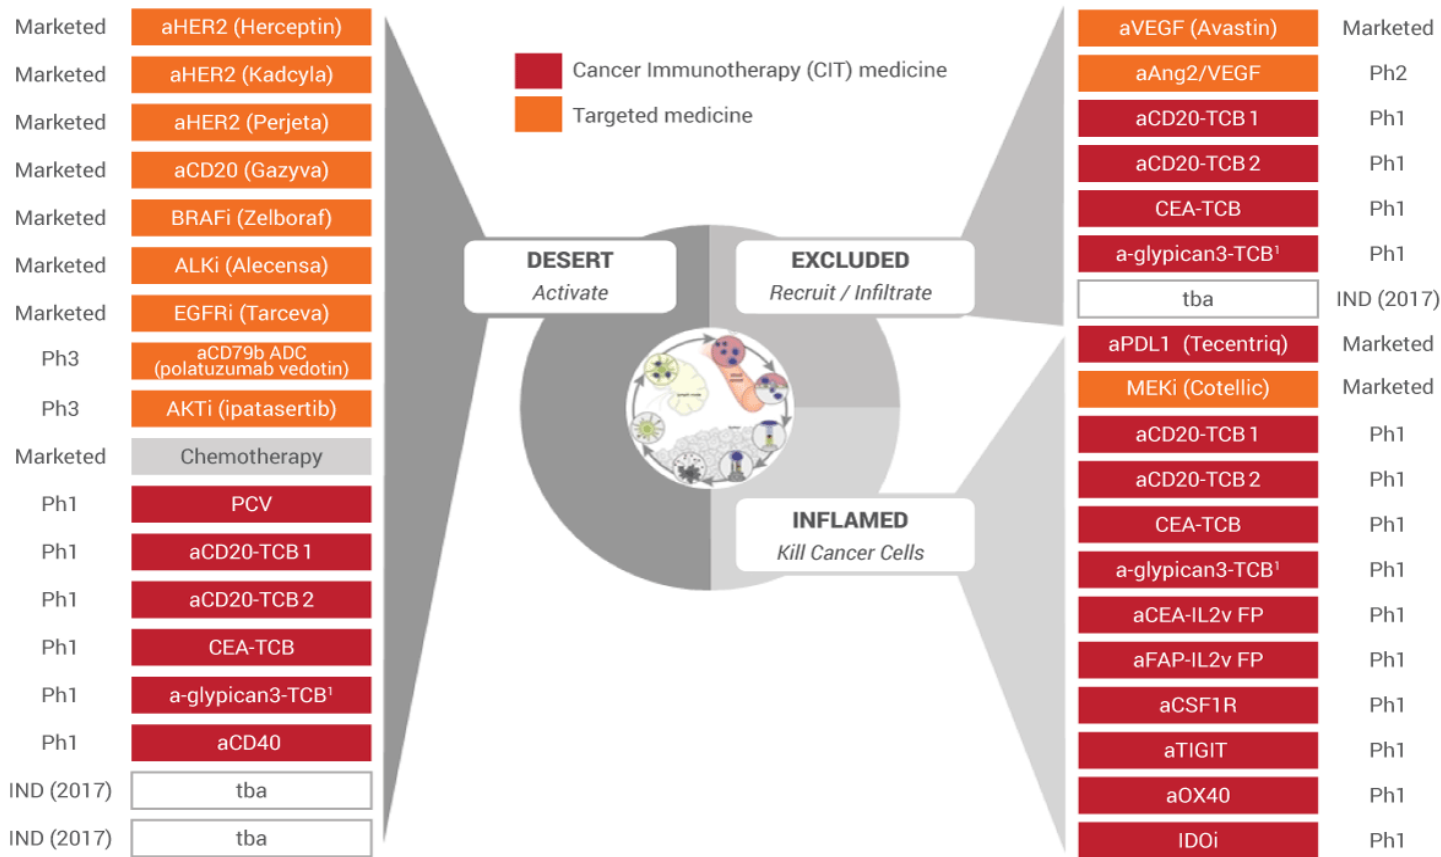 Marketed aHER2 (Herceptin)
Marketed aHER2 (Kadcyla)
Marketed aHER2 (Perjeta)
Marketed aCD20 (Gazyva)
Marketed BRAFi (Zelboraf)
Marketed ALKi (Alecensa)
Marketed EGFRi (Tarceva)
Ph3 aCD79b ADC
(polatuzumab vedotin)
Ph3 AKTi (ipatasertib)
Marketed Chemotherapy
Ph1 PCV
Ph1 aCD20-TCB 1
Ph1 aCD20-TCB 2
Ph1 CEA-TCB
Ph1 a-glypican3-TCB¹
Ph1 aCD40
IND (2017) tba
IND (2017) tba
Cancer Immunotherapy (CIT) medicine
Targeted medicine
DESERT
Activate
EXCLUDED
Recruit / Infiltrate
INFLAMED
Kill Cancer Cells
aVEGF (Avastin) Marketed
aAng2/VEGF Ph2
aCD20-TCB 1 Ph1
aCD20-TCB 2 Ph1
CEA-TCB Ph1
a-glypican3-TCB¹ Ph1
tba IND (2017)
aPDL1 (Tecentriq) Marketed
MEKi (Cotellic) Marketed
aCD20-TCB 1 Ph1
aCD20-TCB 2 Ph1
CEA-TCB Ph1
a-glypican3-TCB¹ Ph1
aCEA-IL2v FP Ph1
aFAP-IL2v FP Ph1
aCSF1R Ph1
aTIGIT Ph1
aOX40 Ph1
IDOi Ph1